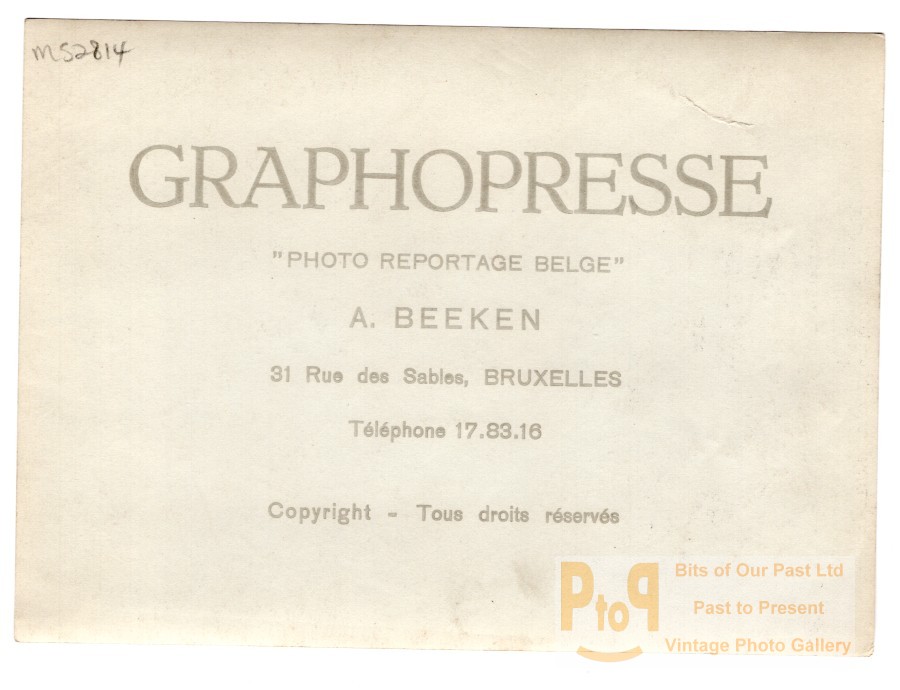 MS2814
GRAPHOPRESSE
"PHOTO REPORTAGE BELGE"
A. BEEKEN
31 Rue des Sables, BRUXELLES
Téléphone 17.83.16
Copyright - Tous droits réservés
PtoP
Bits of Our Past Ltd
Past to Present
Vintage Photo Gallery